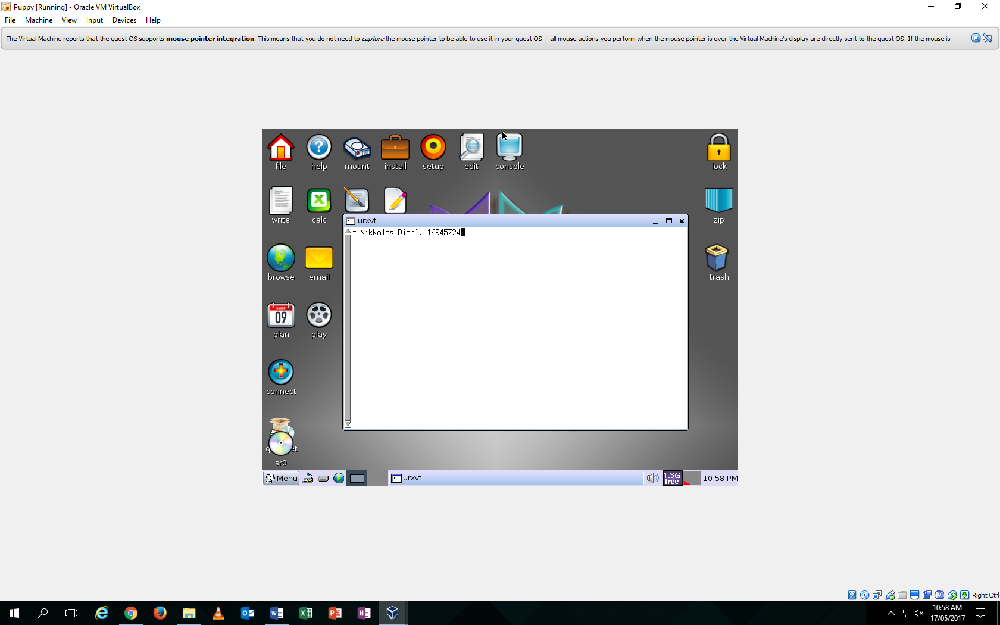 Puppy [Running] - Oracle VM VirtualBox
File Machine View Input Devices Help
The Virtual Machine reports that the guest OS supports mouse pointer integration. This means that you do not need to capture the mouse pointer to be able to use it in your guest OS -- all mouse actions you perform when the mouse pointer is over the Virtual Machine's display are directly sent to the guest OS. If the mouse is
file help mount install setup edit console lock
write calc zip
urxvt
# Nikkolas Diehl, 16945724
browse email trash
JANUARY
09
plan play
connect
sr0
Menu urxvt 1.3G free 10:58 PM
Right Ctrl
10:58 AM
17/05/2017